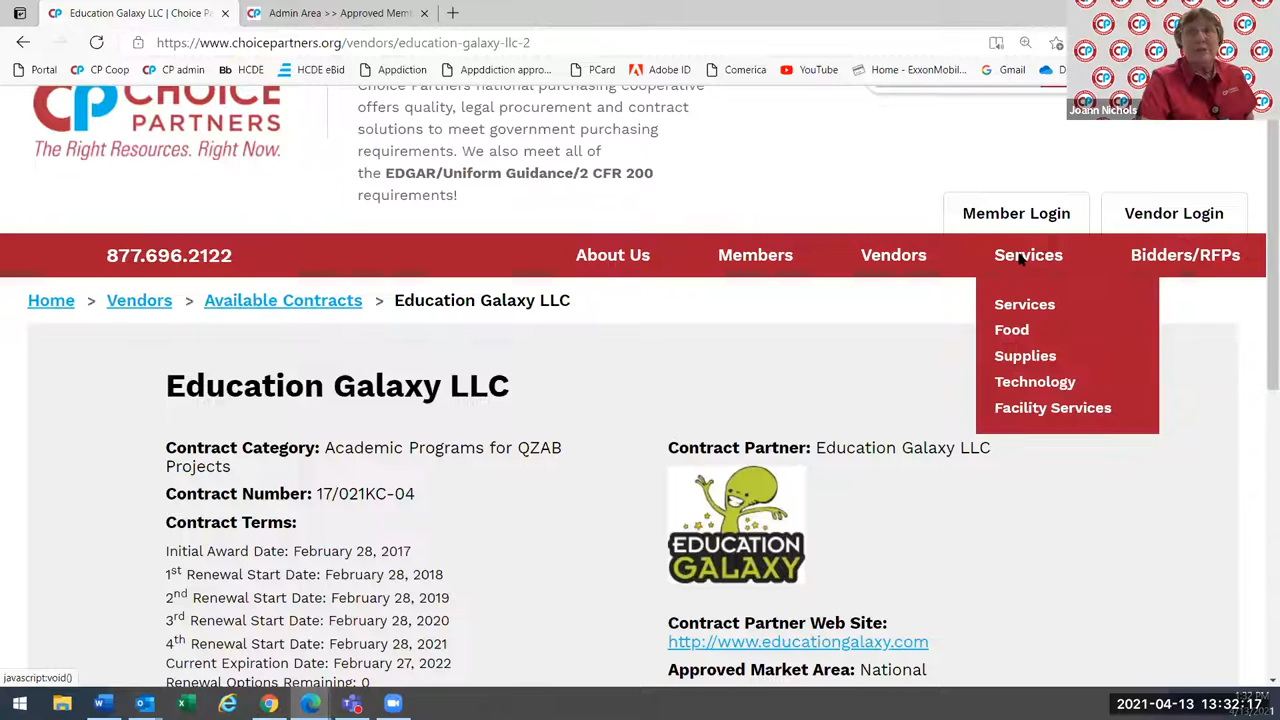 Education Galaxy LLC | Choice P
Admin Area >> Approved Mem
https://www.choicepartners.org/vendors/education-galaxy-llc-2
Portal
CP Coop
CP admin
Bb HCDE
HCDE eBid
Appdiction
Appddiction appro...
PCard
Adobe ID
Comerica
YouTube
Home - ExxonMobil...
Gmail
D
Joann Nichols
CP CHOICE
PARTNERS
The Right Resources. Right Now.
Choice Partners national purchasing cooperative
offers quality, legal procurement and contract
solutions to meet government purchasing
requirements. We also meet all of
the EDGAR/Uniform Guidance/2 CFR 200
requirements!
Member Login
Vendor Login
877.696.2122
About Us
Members
Vendors
Services
Bidders/RFPs
Services
Food
Supplies
Technology
Facility Services
Home > Vendors > Available Contracts > Education Galaxy LLC
Education Galaxy LLC
Contract Category: Academic Programs for QZAB
Projects
Contract Number: 17/021KC-04
Contract Terms:
Initial Award Date: February 28, 2017
1st Renewal Start Date: February 28, 2018
2nd Renewal Start Date: February 28, 2019
3rd Renewal Start Date: February 28, 2020
4th Renewal Start Date: February 28, 2021
Current Expiration Date: February 27, 2022
Renewal Options Remaining: 0
Contract Partner: Education Galaxy LLC
EDUCATION
GALAXY
Contract Partner Web Site:
http://www.educationgalaxy.com
Approved Market Area: National
javascript:void()
2021-04-13 13:32:17